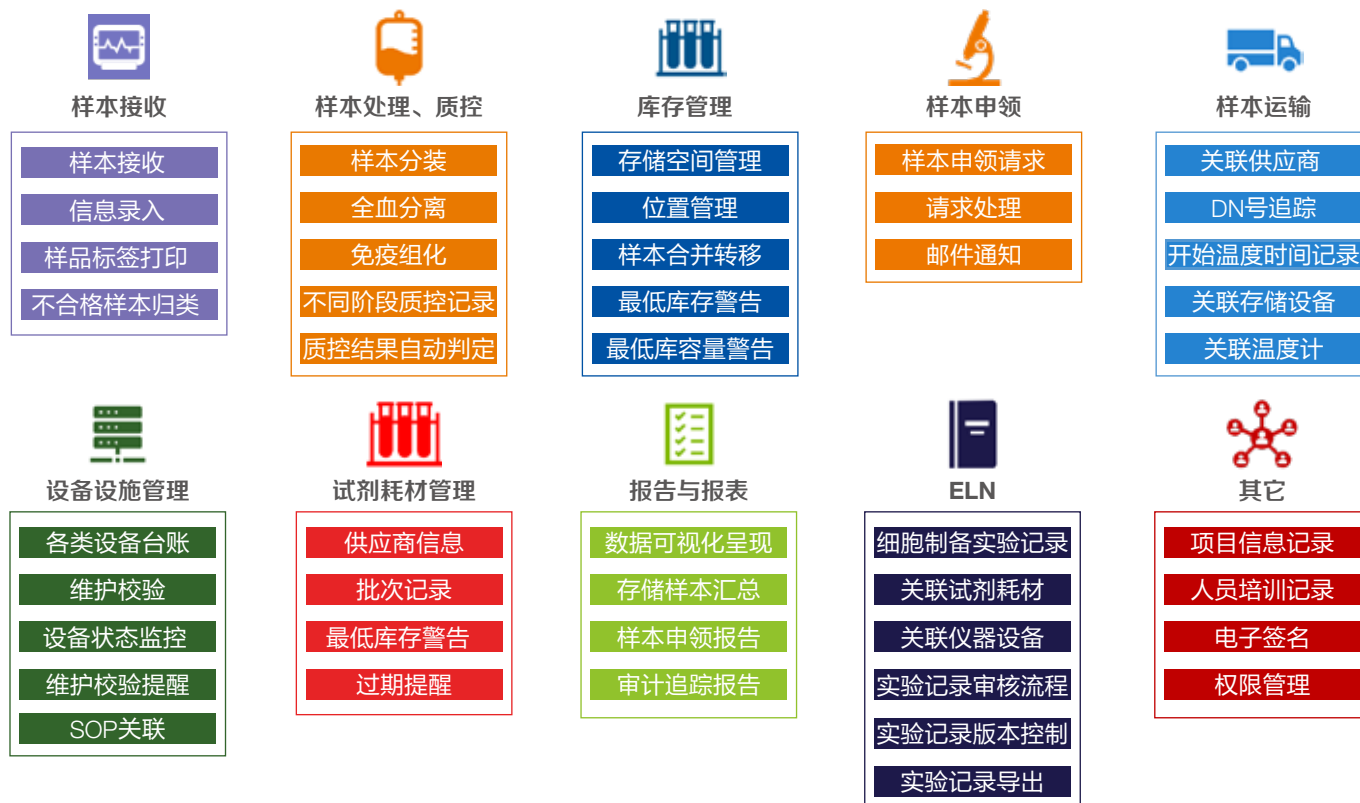 样本接收
样本接收
信息录入
样品标签打印
不合格样本归类
样本处理、质控
样本分装
全血分离
免疫组化
不同阶段质控记录
质控结果自动判定
库存管理
存储空间管理
位置管理
样本合并转移
最低库存警告
最低库容量警告
样本申领
样本申领请求
请求处理
邮件通知
样本运输
关联供应商
DN号追踪
开始温度时间记录
关联存储设备
关联温度计
设备设施管理
各类设备台账
维护校验
设备状态监控
维护校验提醒
SOP关联
试剂耗材管理
供应商信息
批次记录
最低库存警告
过期提醒
报告与报表
数据可视化呈现
存储样本汇总
样本申领报告
审计追踪报告
ELN
细胞制备实验记录
关联试剂耗材
关联仪器设备
实验记录审核流程
实验记录版本控制
实验记录导出
其它
项目信息记录
人员培训记录
电子签名
权限管理